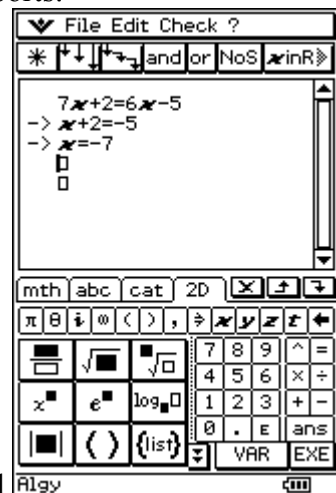 File Edit Check ?
and or NoS xinR
7x+2=6x-5
-> x+2=-5
-> x=-7
mth abc cat 2D
π θ i ∞ ( ) , ⇒ x y z t
√■ ■√□ 7 8 9 ^ =
4 5 6 × ÷
x■ e■ log■□ 1 2 3 + -
0 . E ans
|■| ( ) {list} VAR EXE
Algy